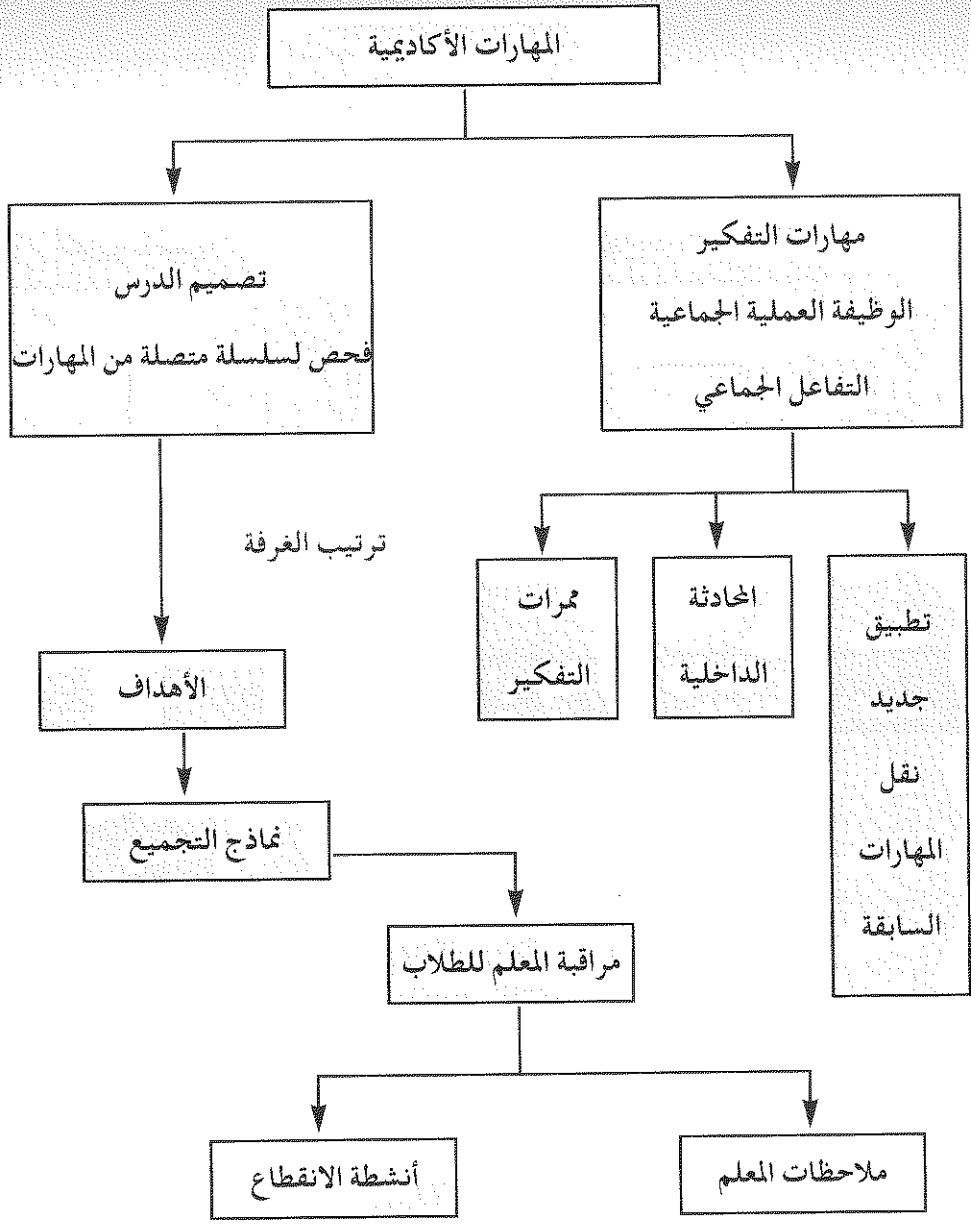 المهارات الأكاديمية
مهارات التفكير
الوظيفة العملية الجماعية
التفاعل الجماعي
تصميم الدرس
فحص لسلسلة متصلة من المهارات
تطبيق
جديد
نقل
المهارات
السابقة
المحادثة
الداخلية
ممرات
التفكير
ترتيب الغرفة
الأهداف
نماذج التجميع
مراقبة المعلم للطلاب
ملاحظات المعلم
أنشطة الانقطاع